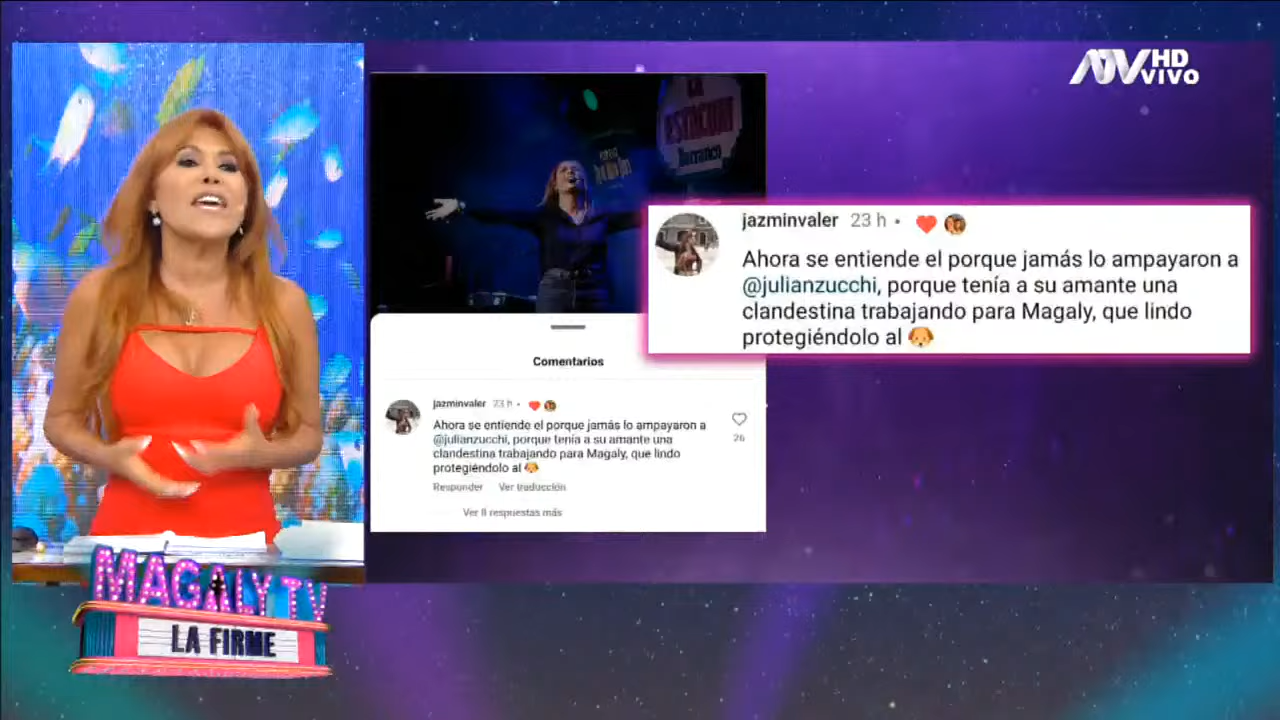 ATV HD
VIVO
LA
ESTACION
Barranco
jazminvaler 23 h •
Ahora se entiende el porque jamás lo ampayaron a
@julianzucchi, porque tenía a su amante una
clandestina trabajando para Magaly, que lindo
protegiéndolo al
Comentarios
jazminvaler 23 h •
Ahora se entiende el porque jamás lo ampayaron a
@julianzucchi, porque tenía a su amante una
clandestina trabajando para Magaly, que lindo
protegiéndolo al
26
Responder Ver traducción
Ver 8 respuestas más
MAGALY TV
LA FIRME